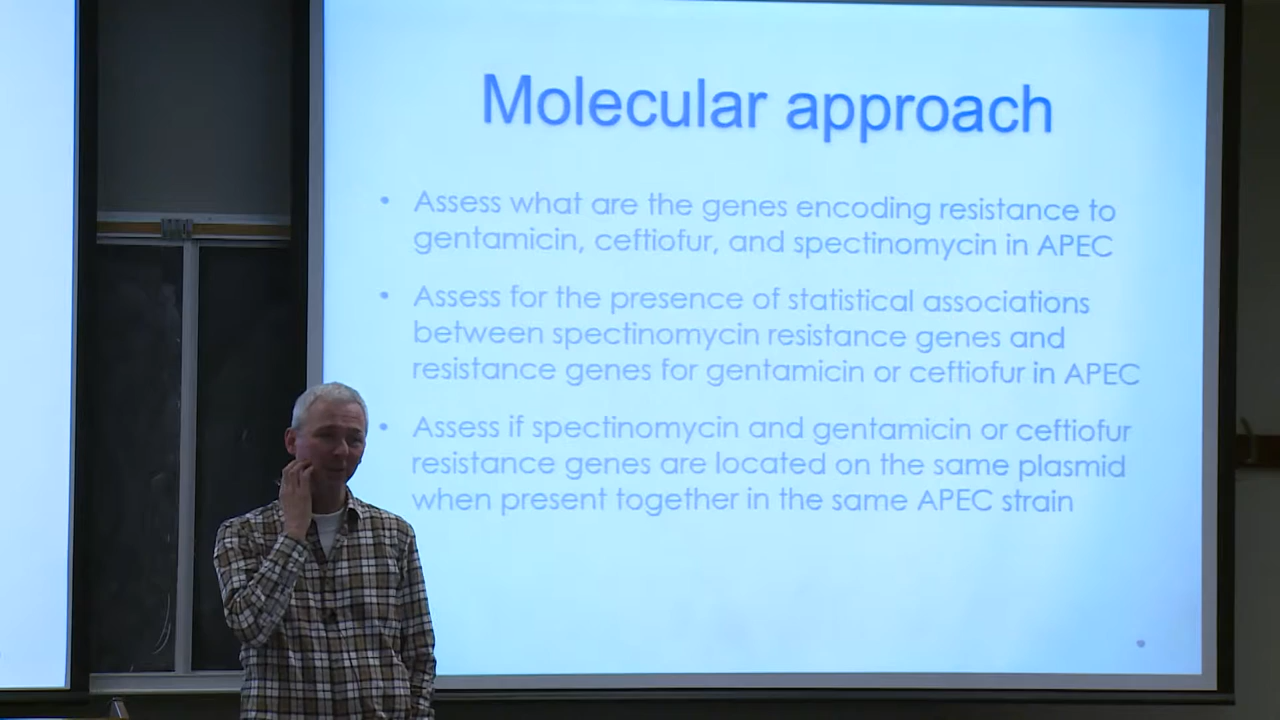 Molecular approach
• Assess what are the genes encoding resistance to
gentamicin, ceftiofur, and spectinomycin in APEC
• Assess for the presence of statistical associations
between spectinomycin resistance genes and
resistance genes for gentamicin or ceftiofur in APEC
• Assess if spectinomycin and gentamicin or ceftiofur
resistance genes are located on the same plasmid
when present together in the same APEC strain